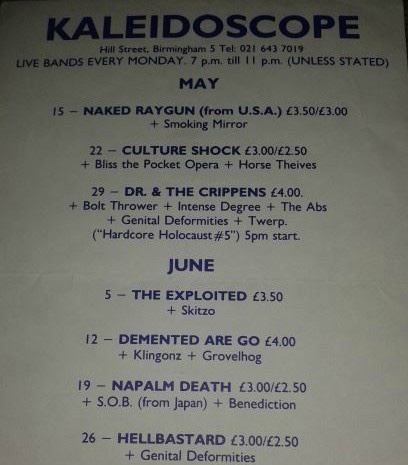 KALEIDOSCOPE
Hill Street, Birmingham 5 Tel: 021 643 7019
LIVE BANDS EVERY MONDAY. 7 p.m. till 11 p.m. (UNLESS STATED)
MAY
15 – NAKED RAYGUN (from U.S.A.) £3.50/£3.00
+ Smoking Mirror
22 – CULTURE SHOCK £3.00/£2.50
+ Bliss the Pocket Opera + Horse Theives
29 – DR. & THE CRIPPENS £4.00.
+ Bolt Thrower + Intense Degree + The Abs
+ Genital Deformities + Twerp.
("Hardcore Holocaust #5") 5pm start.
JUNE
5 – THE EXPLOITED £3.50
+ Skitzo
12 – DEMENTED ARE GO £4.00
+ Klingonz + Grovelhog
19 – NAPALM DEATH £3.00/£2.50
+ S.O.B. (from Japan) + Benediction
26 – HELLBASTARD £3.00/£2.50
+ Genital Deformities